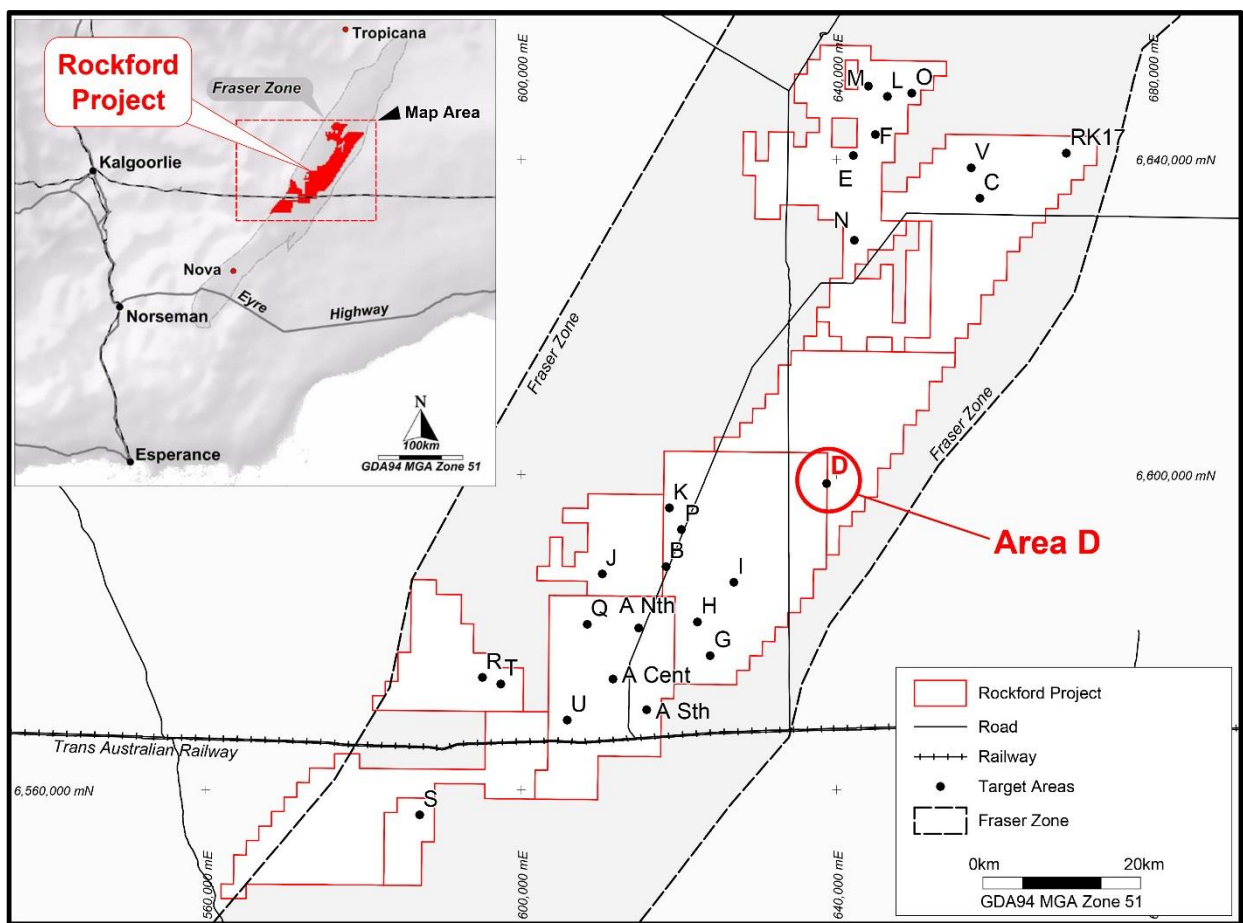 Tropicana
Rockford
Project
Fraser Zone
Map Area
Kalgoorlie
Nova
Norseman
Eyre
Highway
Esperance
N
100km
GDA94 MGA Zone 51
600,000 mE
640,000 mE
680,000 mE
M
L
O
F
E
V
RK17
C
N
6,640,000 mN
Fraser Zone
Fraser Zone
D
6,600,000 mN
Area D
K
P
B
J
I
Q
A Nth
H
G
R
T
A Cent
U
A Sth
Trans Australian Railway
6,560,000 mN
S
560,000 mE
600,000 mE
640,000 mE
Rockford Project
Road
Railway
Target Areas
Fraser Zone
0km
20km
GDA94 MGA Zone 51